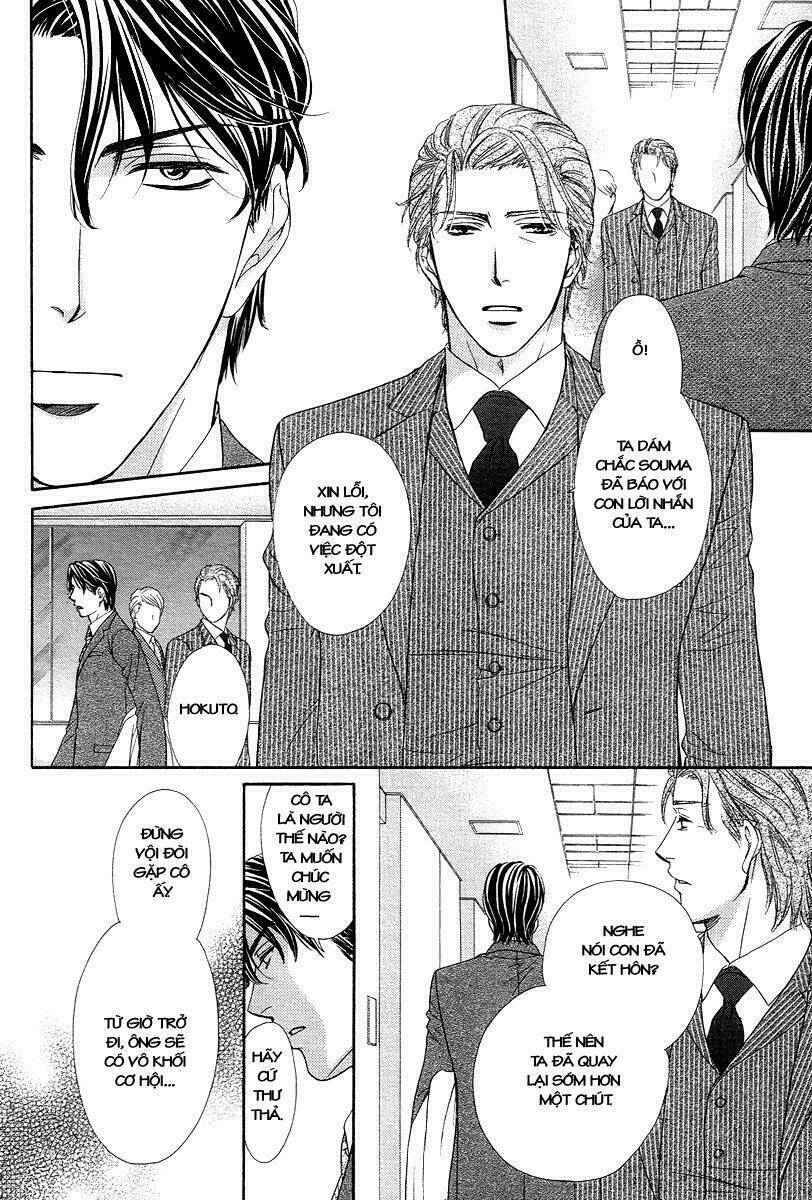 Ồ!
TA DÁM
CHẮC SOUMA
ĐÃ BÁO VỚI
CON LỜI NHẮN
CỦA TA...
XIN LỖI,
NHƯNG TÔI
ĐANG CÓ
VIỆC ĐỘT
XUẤT.
HOKUTO.
NGHE
NÓI CON ĐÃ
KẾT HÔN?
THẾ NÊN
TA ĐÃ QUAY
LẠI SỚM HƠN
MỘT CHÚT.
CÔ TA
LÀ NGƯỜI
THẾ NÀO?
TA MUỐN
CHÚC
MỪNG
—
HÃY
CỨ
THƯ
THẢ.
ĐỪNG
VỘI ĐÒI
GẶP CÔ
ẤY.
TỪ GIỜ TRỞ
ĐI, ÔNG SẼ
CÓ VÔ KHỐI
CƠ HỘI...